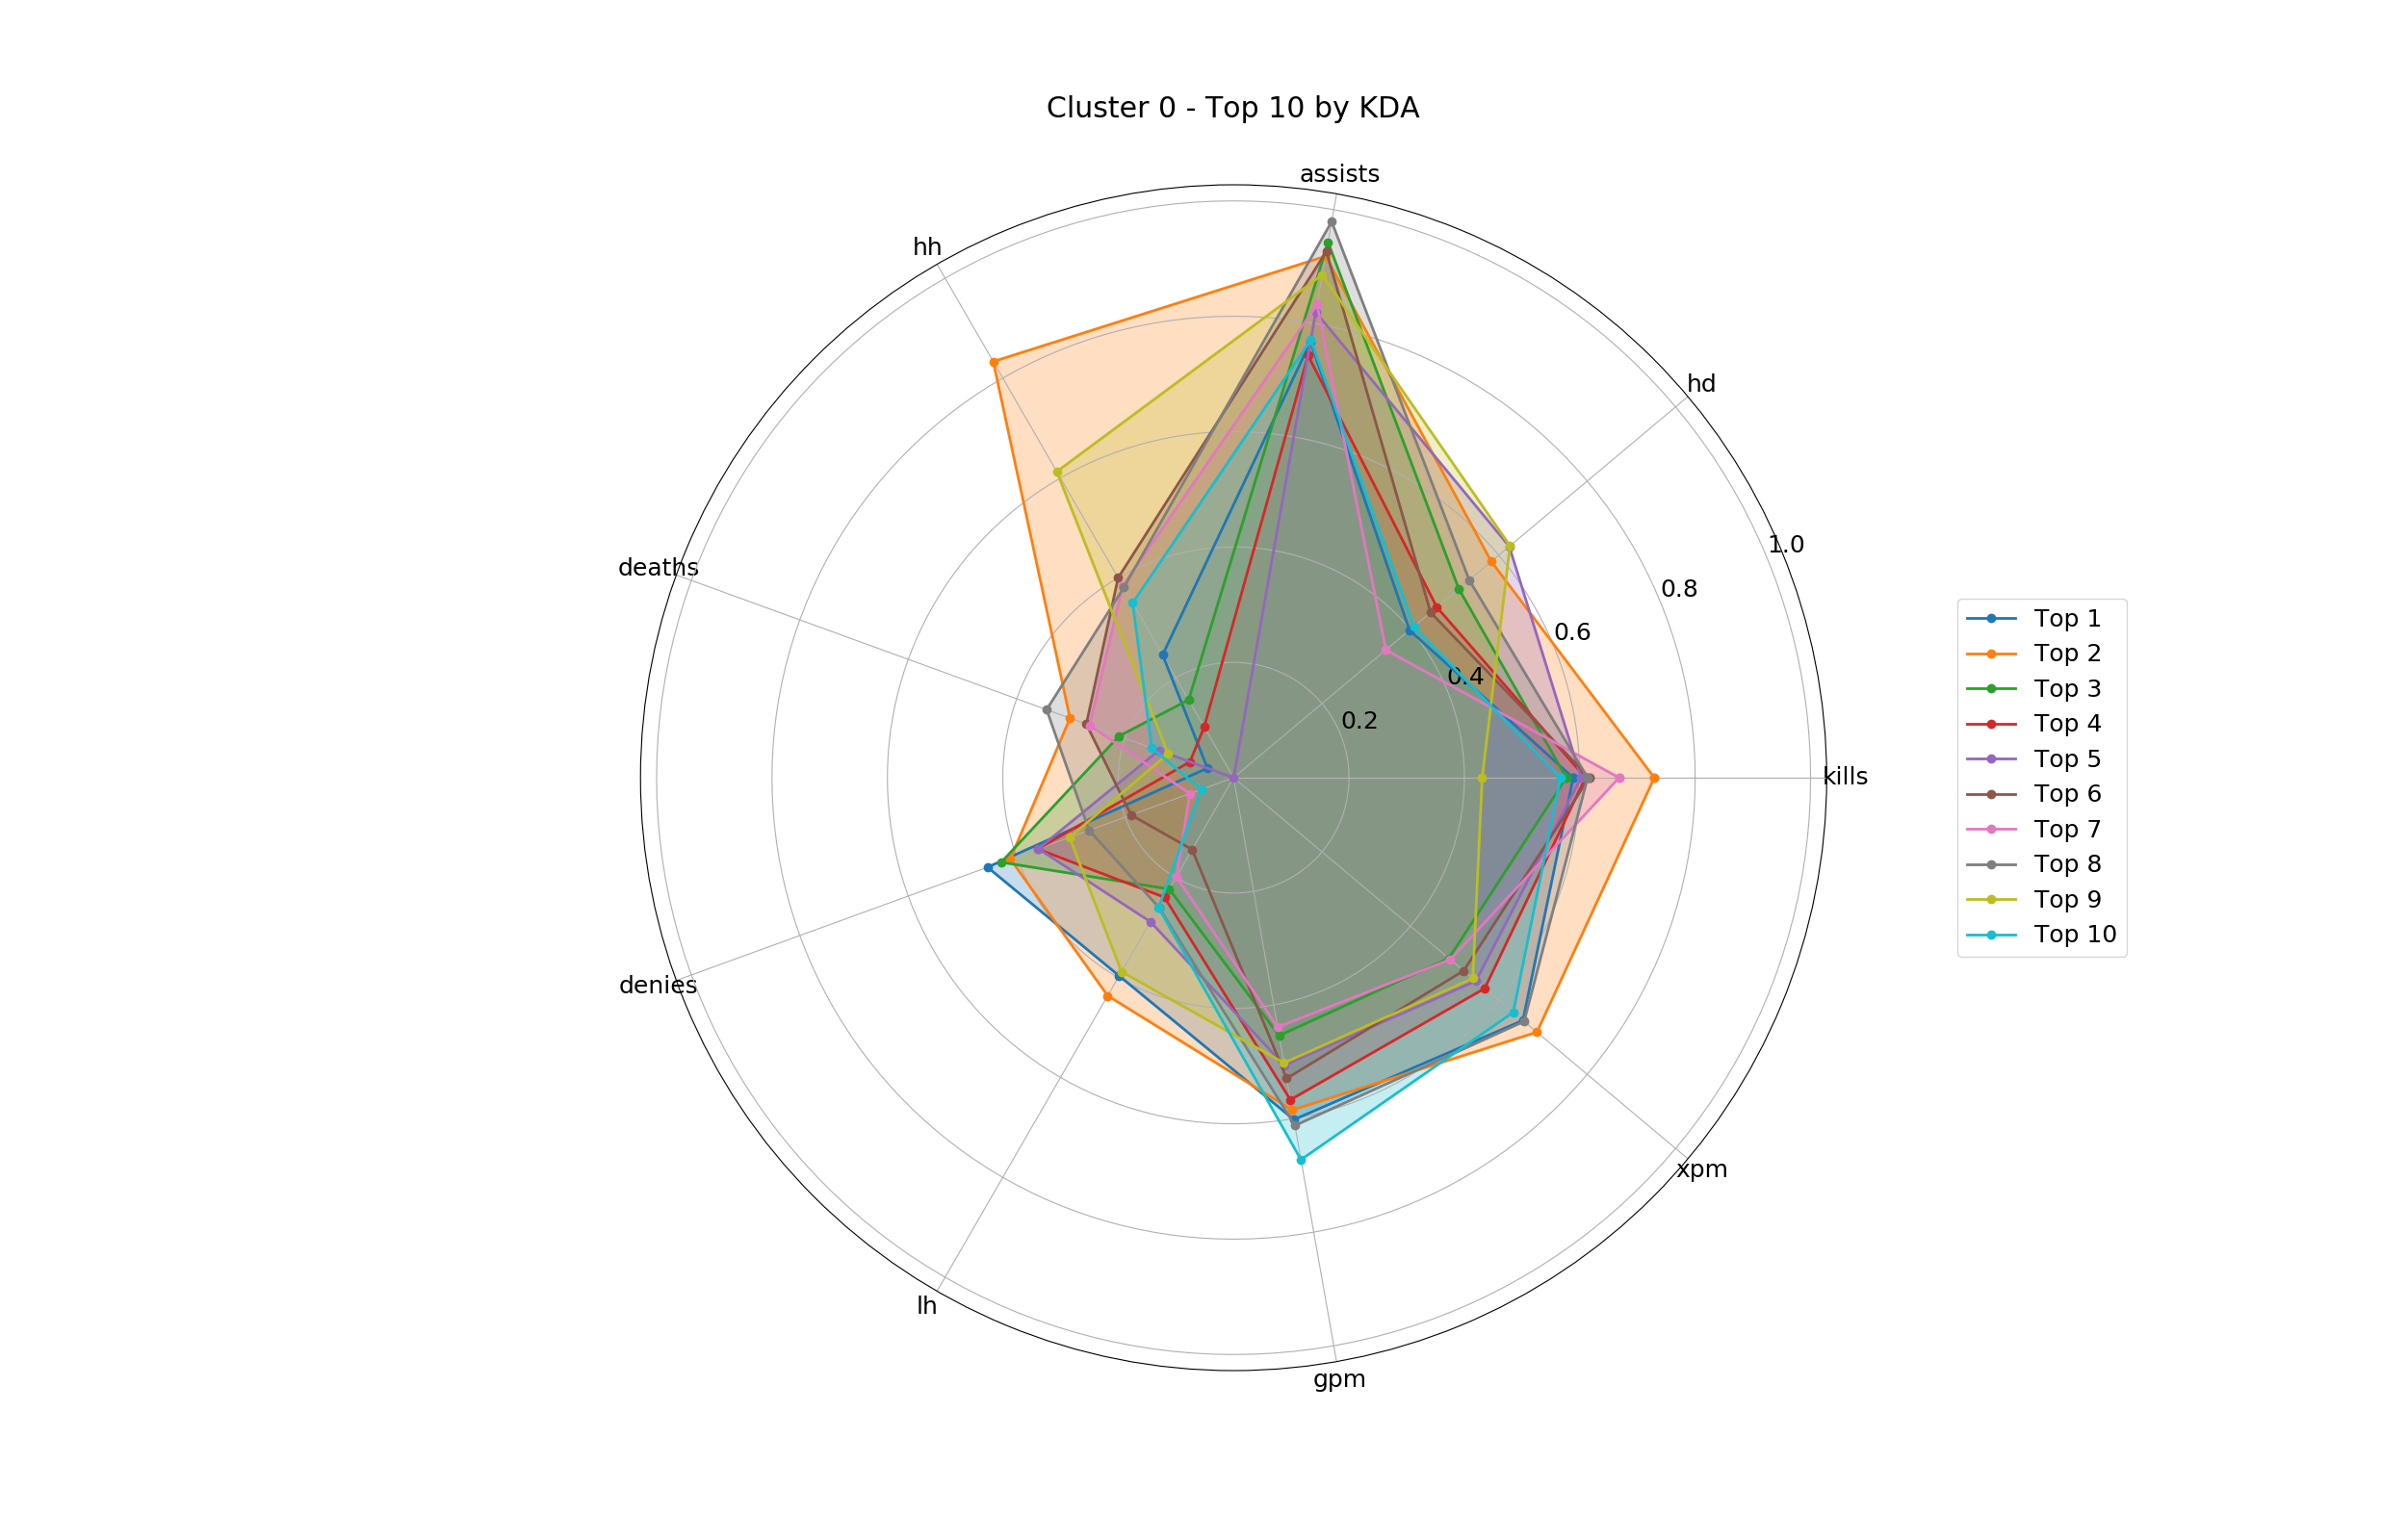 Cluster 0 - Top 10 by KDA
assists
hh
hd
deaths
1.0
0.8
0.6
0.4
0.2
kills
denies
xpm
lh
gpm
Top 1
Top 2
Top 3
Top 4
Top 5
Top 6
Top 7
Top 8
Top 9
Top 10